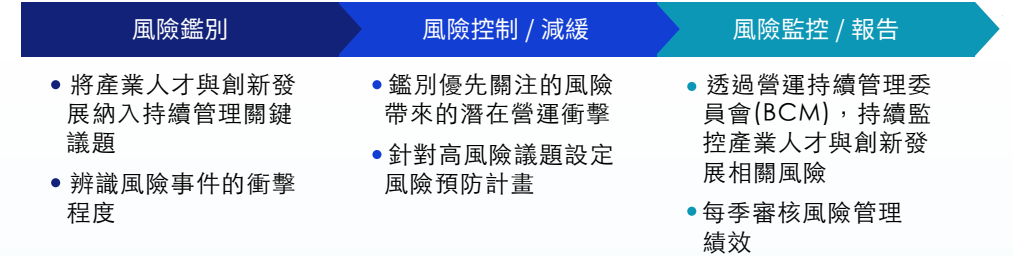 風險鑑別
• 將產業人才與創新發
展納入持續管理關鍵
議題
• 辨識風險事件的衝擊
程度
風險控制 / 減緩
• 鑑別優先關注的風險
帶來的潛在營運衝擊
• 針對高風險議題設定
風險預防計畫
風險監控 / 報告
• 透過營運持續管理委
員會(BCM)，持續監
控產業人才與創新發
展相關風險
• 每季審核風險管理
績效